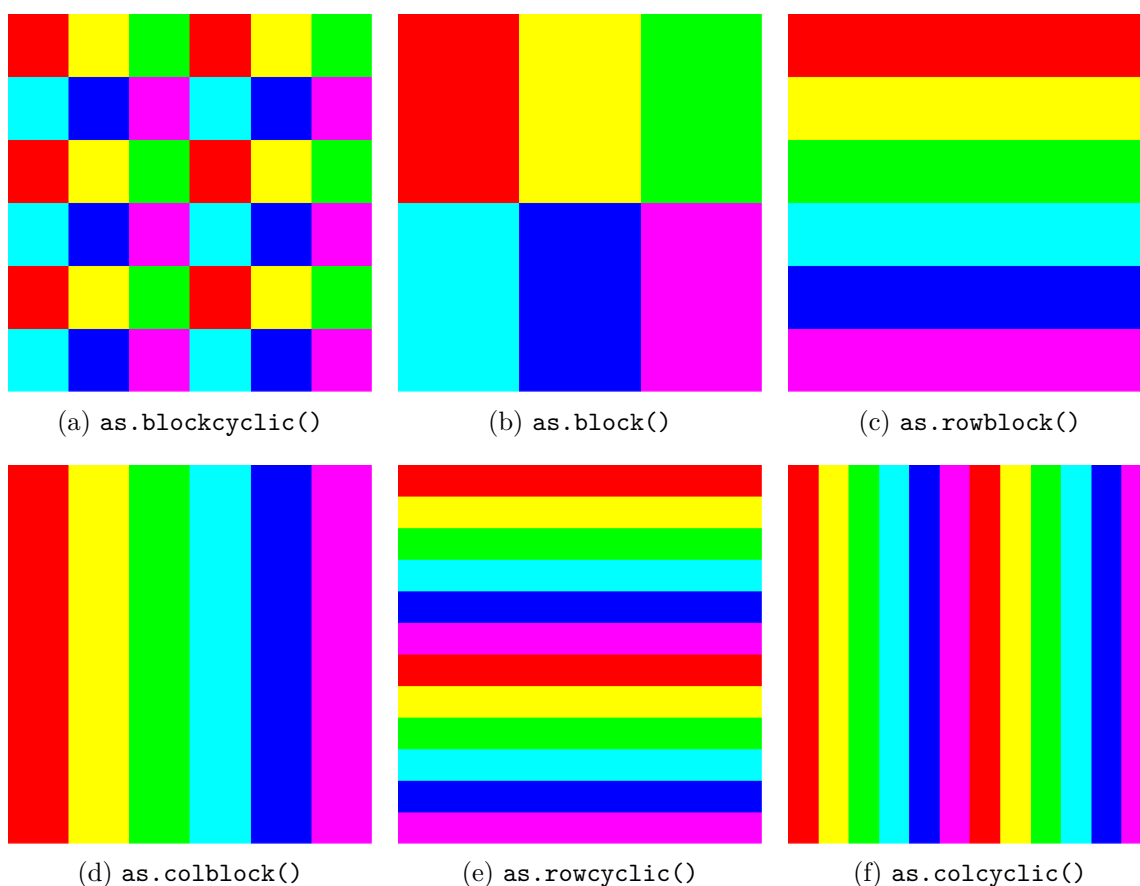 (a) as.blockcyclic()
(b) as.block()
(c) as.rowblock()
(d) as.colblock()
(e) as.rowcyclic()
(f) as.colcyclic()